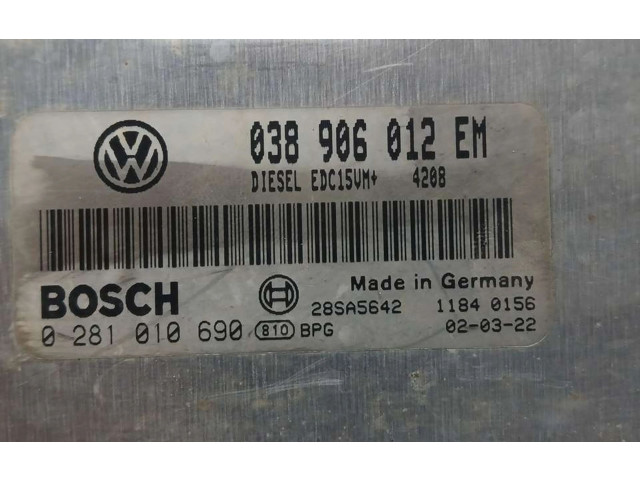 038 906 012 EM
DIESEL EDC15VM+ 4208
BOSCH
Made in Germany
28SA5642 1184 0156
0 281 010 690 810 BPG 02-03-22